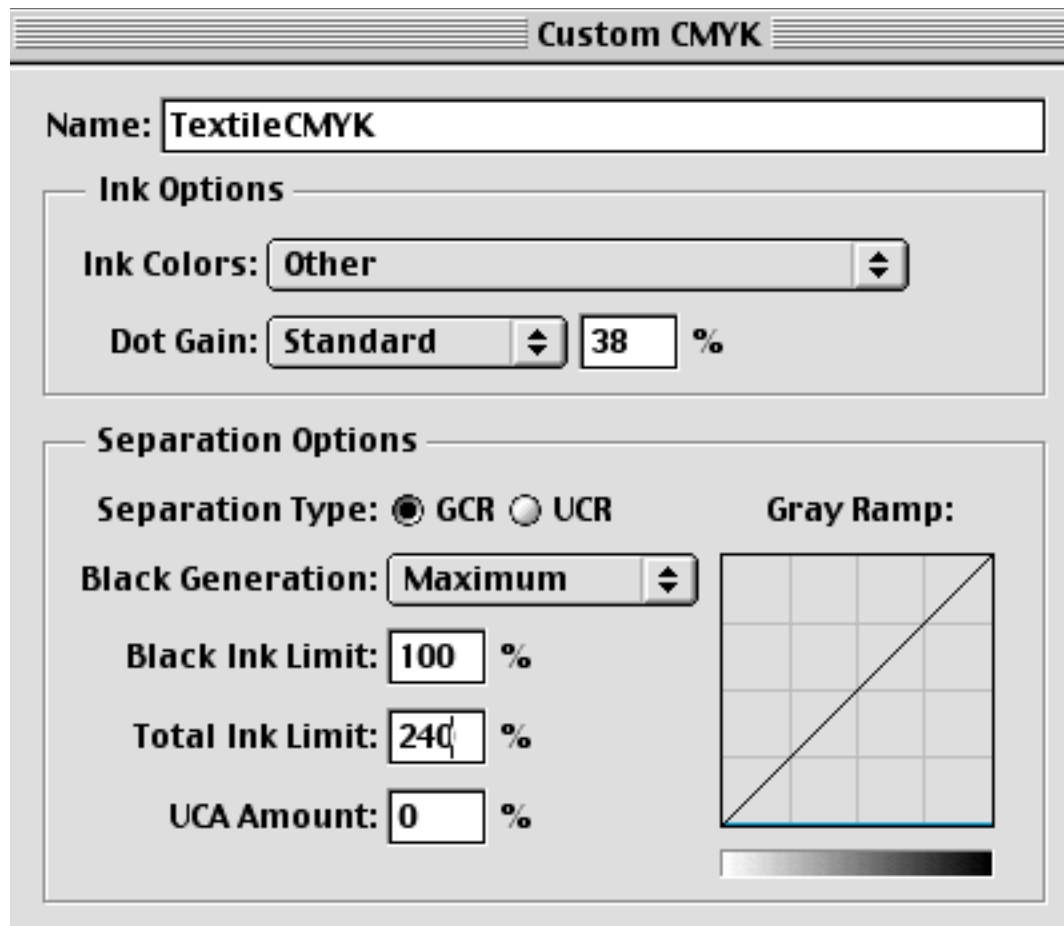 Custom CMYK
Name: TextileCMYK
Ink Options
Ink Colors: Other
Dot Gain: Standard 38 %
Separation Options
Separation Type: GCR UCR
Gray Ramp:
Black Generation: Maximum
Black Ink Limit: 100 %
Total Ink Limit: 240 %
UCA Amount: 0 %